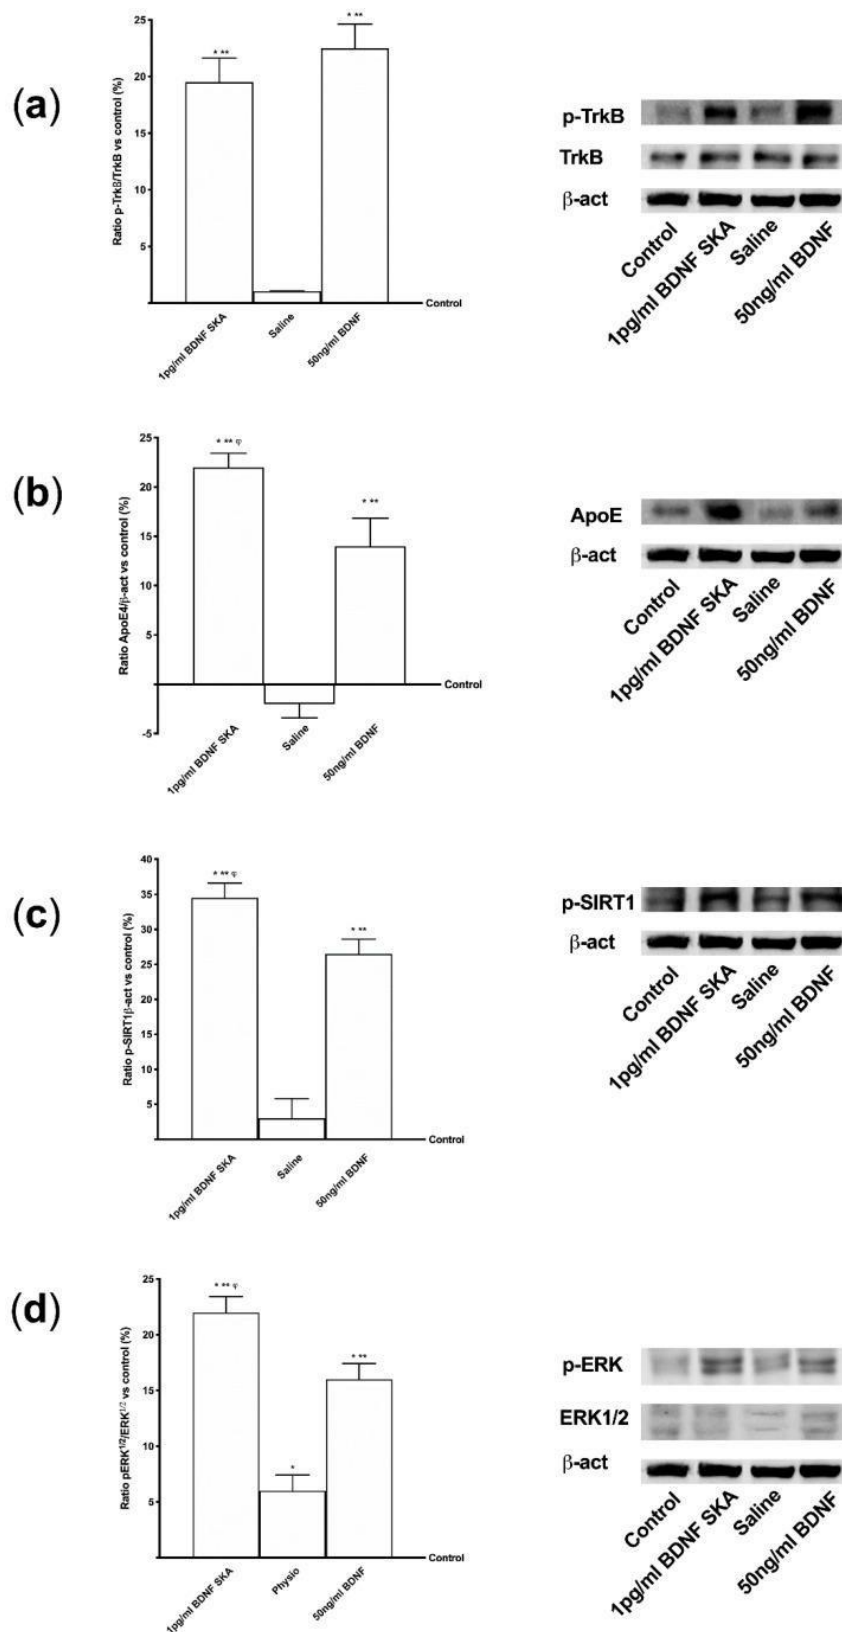 (a)
Ratio p-TrkB/TrkB vs control (%)
25
20
15
10
5
* **
* **
Control
1pg/ml BDNF SKA
Saline
50ng/ml BDNF
p-TrkB
TrkB
β-act
Control
1pg/ml BDNF SKA
Saline
50ng/ml BDNF
(b)
Ratio ApoE4/β-act vs control (%)
25
20
15
10
5
-5
* ** φ
* **
Control
1pg/ml BDNF SKA
Saline
50ng/ml BDNF
ApoE
β-act
Control
1pg/ml BDNF SKA
Saline
50ng/ml BDNF
(c)
Ratio p-SIRT1β-act vs control (%)
40
35
30
25
20
15
10
5
* ** φ
* **
Control
1pg/ml BDNF SKA
Saline
50ng/ml BDNF
p-SIRT1
β-act
Control
1pg/ml BDNF SKA
Saline
50ng/ml BDNF
(d)
Ratio pERK1/2/ERK1/2 vs control (%)
25
20
15
10
5
* ** φ
*
* **
Control
1pg/ml BDNF SKA
Physio
50ng/ml BDNF
p-ERK
ERK1/2
β-act
Control
1pg/ml BDNF SKA
Saline
50ng/ml BDNF